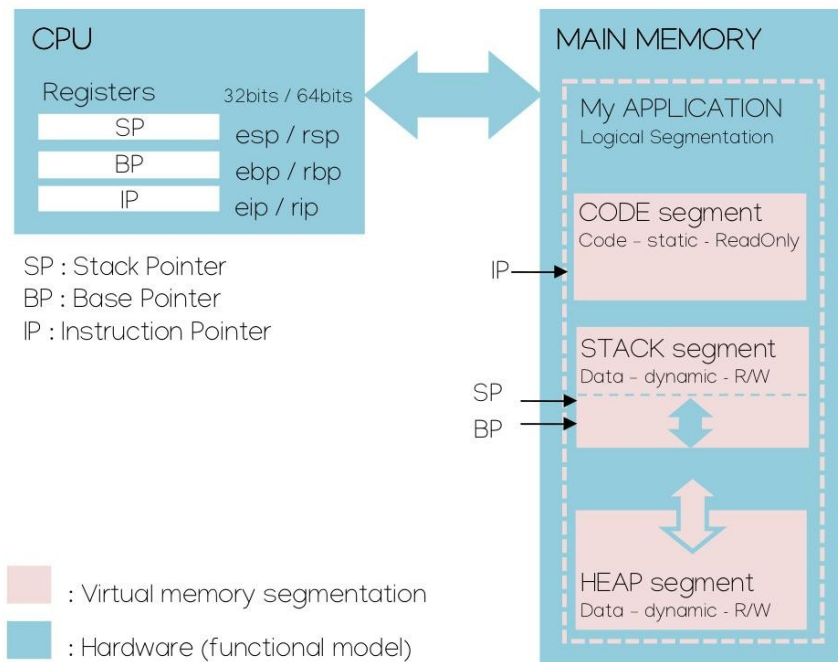 CPU
Registers 32bits / 64bits
SP esp / rsp
BP ebp / rbp
IP eip / rip
SP : Stack Pointer
BP : Base Pointer
IP : Instruction Pointer
MAIN MEMORY
My APPLICATION
Logical Segmentation
CODE segment
Code - static - ReadOnly
IP
STACK segment
Data - dynamic - R/W
SP
BP
HEAP segment
Data - dynamic - R/W
: Virtual memory segmentation
: Hardware (functional model)